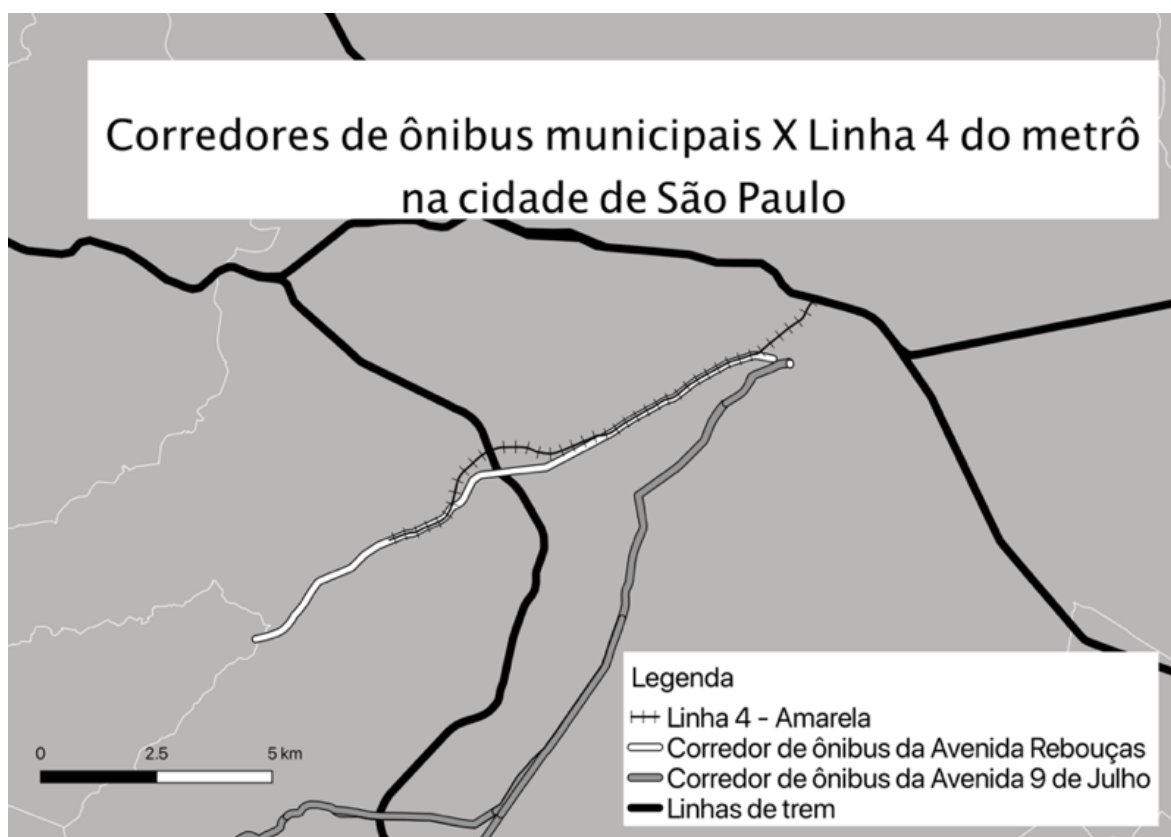 Corredores de ônibus municipais X Linha 4 do metrô
na cidade de São Paulo
Legenda
Linha 4 - Amarela
Corredor de ônibus da Avenida Rebouças
Corredor de ônibus da Avenida 9 de Julho
Linhas de trem
0 2.5 5 km